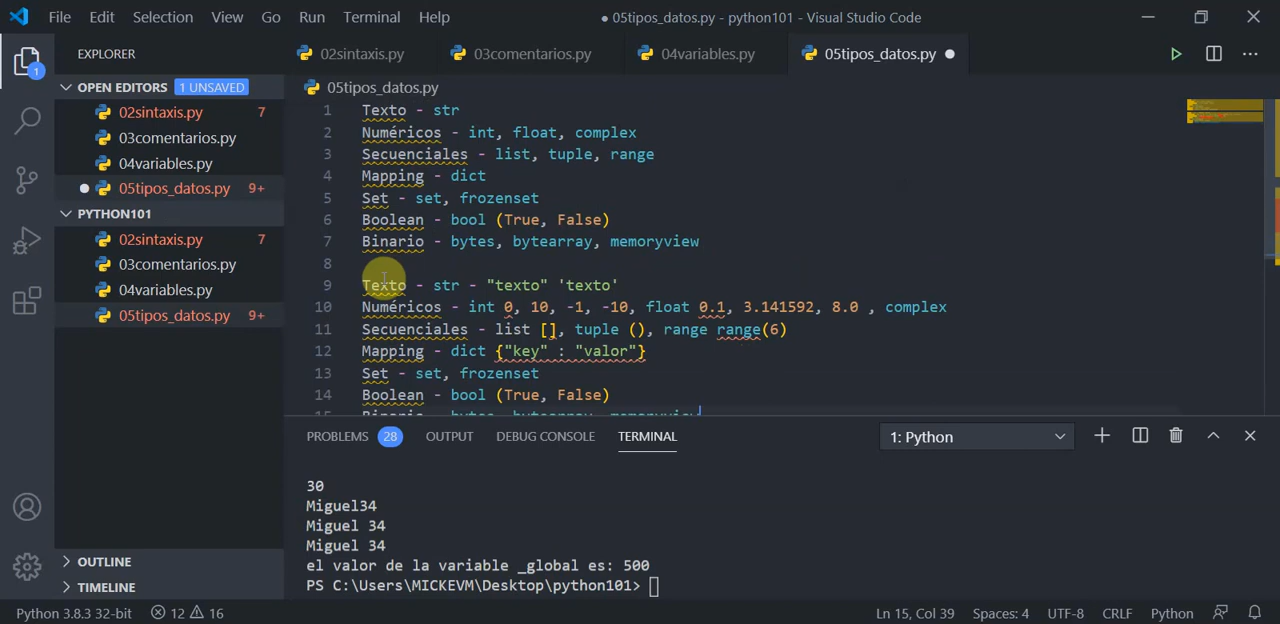 File Edit Selection View Go Run Terminal Help
● 05tipos_datos.py - python101 - Visual Studio Code
EXPLORER
02sintaxis.py 03comentarios.py 04variables.py 05tipos_datos.py ●
OPEN EDITORS 1 UNSAVED
02sintaxis.py 7
03comentarios.py
04variables.py
● 05tipos_datos.py 9+
PYTHON101
02sintaxis.py 7
03comentarios.py
04variables.py
05tipos_datos.py 9+
OUTLINE
TIMELINE
1
05tipos_datos.py
1 Texto - str
2 Numéricos - int, float, complex
3 Secuenciales - list, tuple, range
4 Mapping - dict
5 Set - set, frozenset
6 Boolean - bool (True, False)
7 Binario - bytes, bytearray, memoryview
8
9 Texto - str - "texto" 'texto'
10 Numéricos - int 0, 10, -1, -10, float 0.1, 3.141592, 8.0 , complex
11 Secuenciales - list [], tuple (), range range(6)
12 Mapping - dict {"key" : "valor"}
13 Set - set, frozenset
14 Boolean - bool (True, False)
15 Binario - bytes, bytearray, memoryview
PROBLEMS 28 OUTPUT DEBUG CONSOLE TERMINAL 1: Python
30
Miguel34
Miguel 34
Miguel 34
el valor de la variable _global es: 500
PS C:\Users\MICKEVM\Desktop\python101>
Python 3.8.3 32-bit 12 16 Ln 15, Col 39 Spaces: 4 UTF-8 CRLF Python